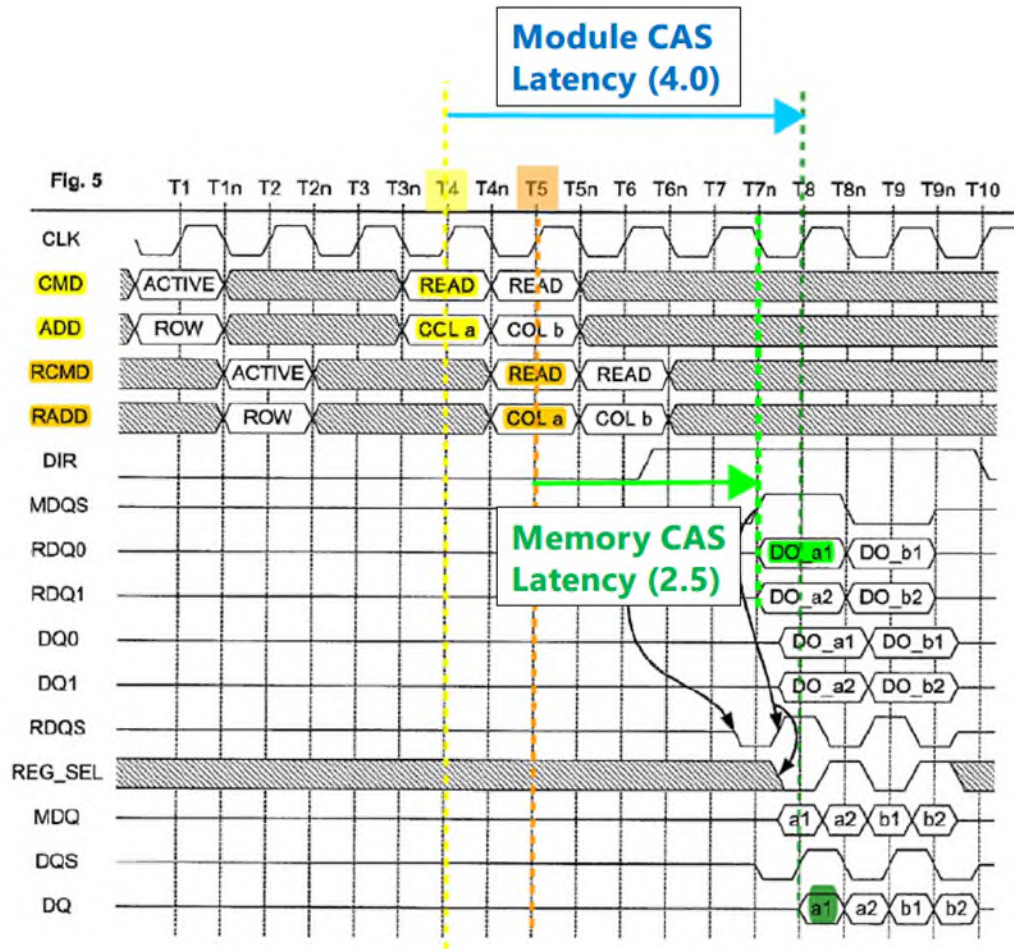 Module CAS
Latency (4.0)
Fig. 5 T1 T1n T2 T2n T3 T3n T4 T4n T5 T5n T6 T6n T7 T7n T8 T8n T9 T9n T10
CLK
CMD ACTIVE READ READ
ADD ROW CCL a COL b
RCMD ACTIVE READ READ
RADD ROW COL a COL b
DIR
MDQS
Memory CAS
Latency (2.5)
RDQ0 DO_a1 DO_b1
RDQ1 DO_a2 DO_b2
DQ0 DO_a1 DO_b1
DQ1 DO_a2 DO_b2
RDQS
REG_SEL
MDQ a1 a2 b1 b2
DQS
DQ a1 a2 b1 b2